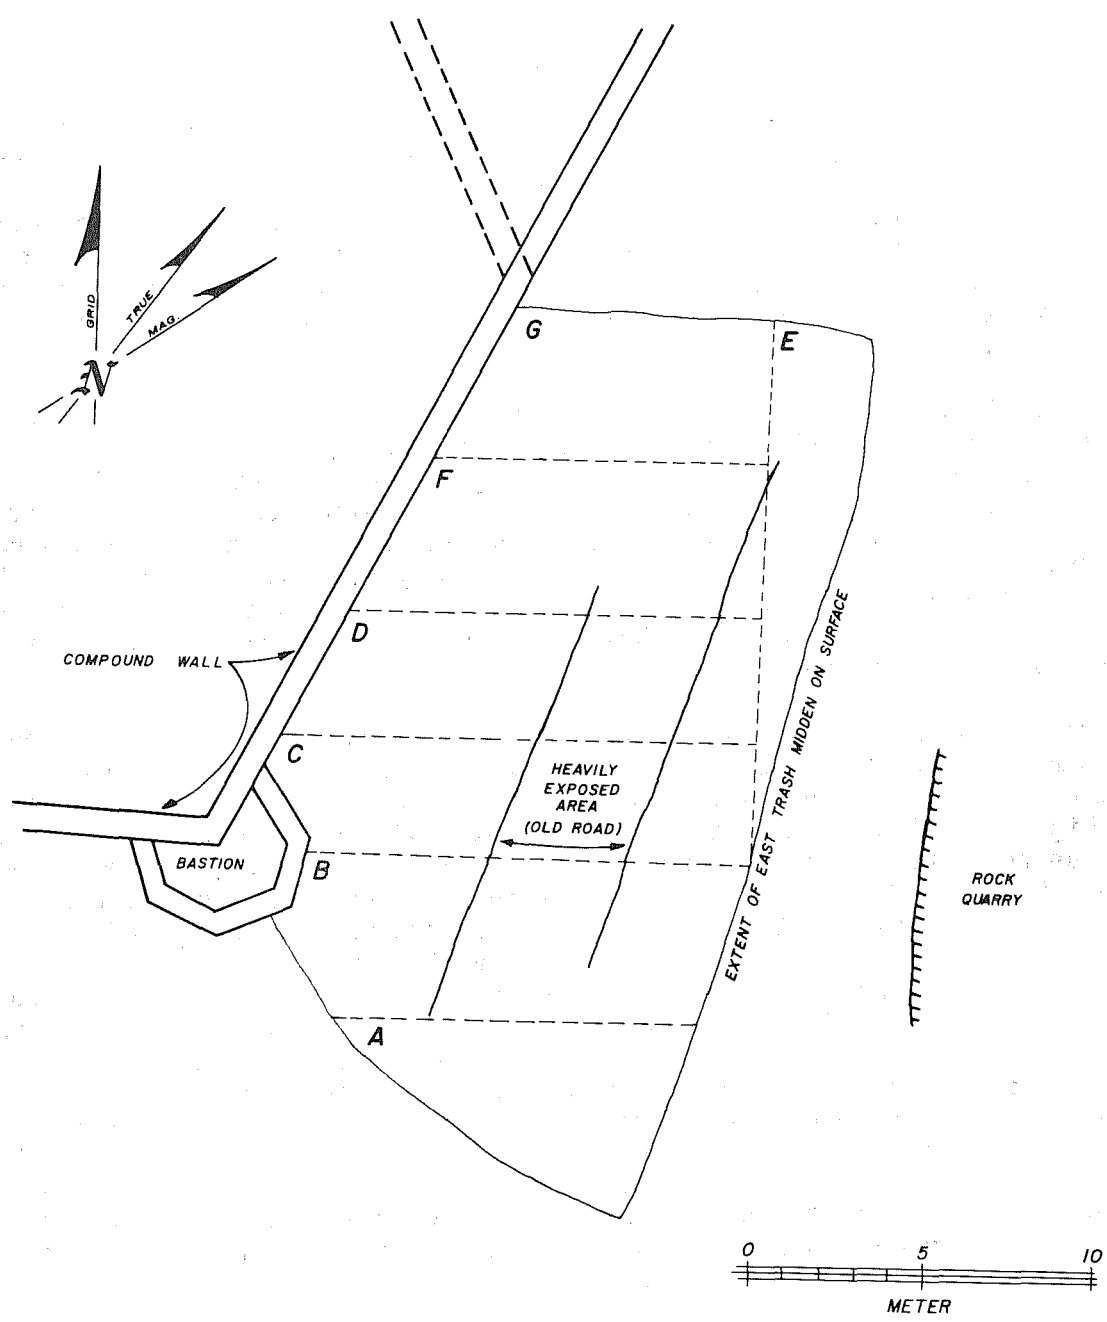 GRID
TRUE
MAG.
N
G
E
F
D
COMPOUND WALL
C
HEAVILY
EXPOSED
AREA
(OLD ROAD)
EXTENT OF EAST TRASH MIDDEN ON SURFACE
BASTION
B
ROCK
QUARRY
A
0 5 10
METER